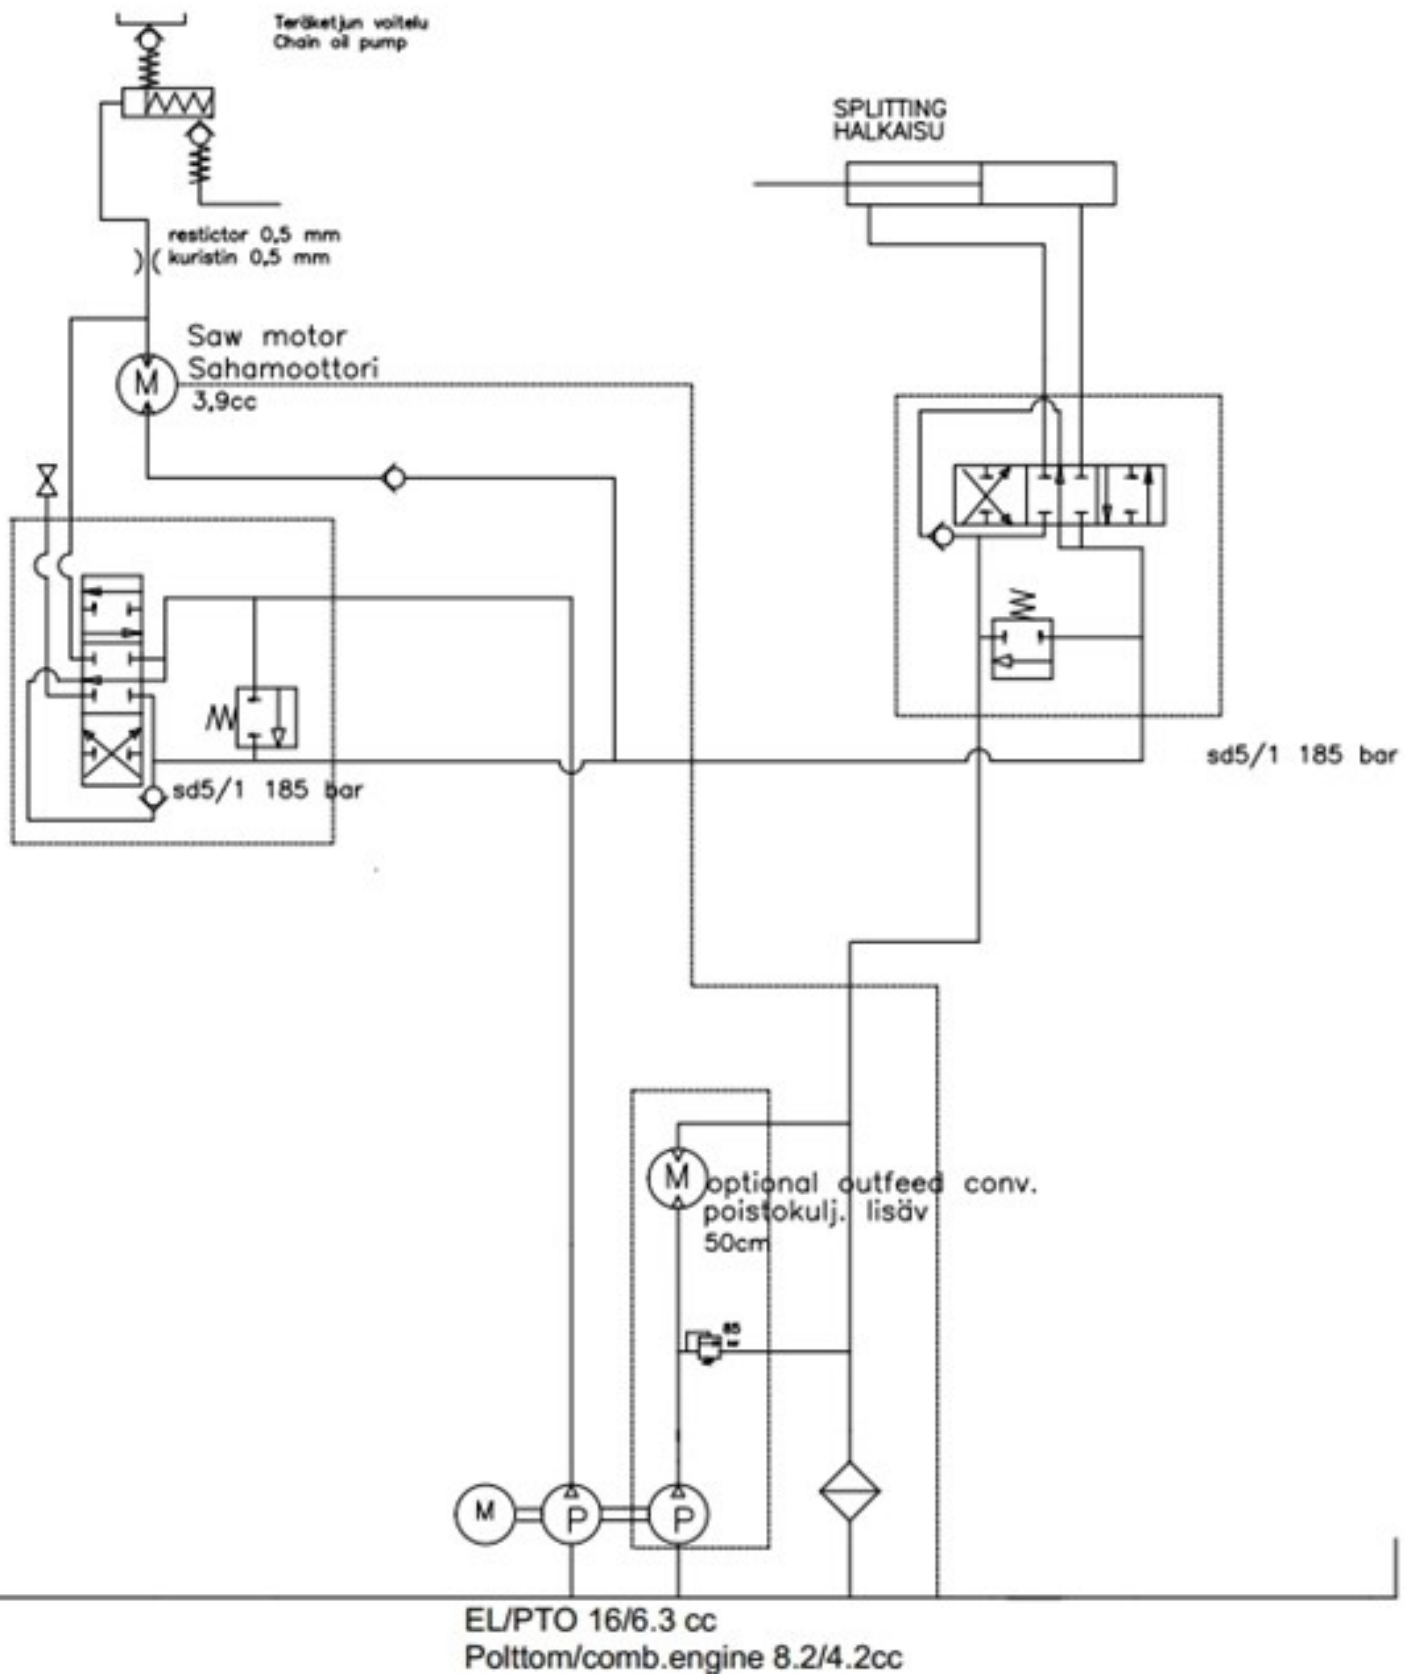 Teräketjun voitelu
Chain oil pump
SPLITTING
HALKAISU
restictor 0,5 mm
kuristin 0,5 mm
Saw motor
Sahamoottori
3,9cc
M
sd5/1 185 bar
sd5/1 185 bar
M
optional outfeed conv.
poistokulj. lisäv
50cm
85
M
P
P
EL/PTO 16/6.3 cc
Polttom/comb.engine 8.2/4.2cc